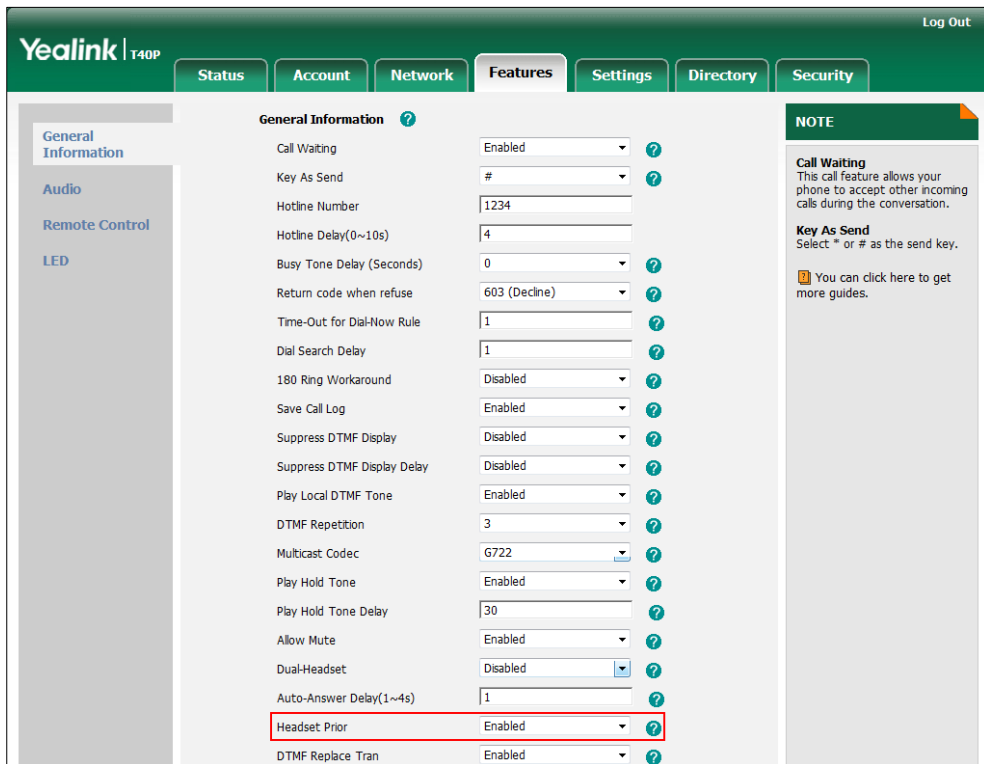 Log Out
Yealink | T40P
Status Account Network Features Settings Directory Security
General
Information
Audio
Remote Control
LED
General Information ?
Call Waiting Enabled ?
Key As Send # ?
Hotline Number 1234
Hotline Delay(0~10s) 4
Busy Tone Delay (Seconds) 0 ?
Return code when refuse 603 (Decline) ?
Time-Out for Dial-Now Rule 1 ?
Dial Search Delay 1 ?
180 Ring Workaround Disabled ?
Save Call Log Enabled ?
Suppress DTMF Display Disabled ?
Suppress DTMF Display Delay Disabled ?
Play Local DTMF Tone Enabled ?
DTMF Repetition 3 ?
Multicast Codec G722 ?
Play Hold Tone Enabled ?
Play Hold Tone Delay 30 ?
Allow Mute Enabled ?
Dual-Headset Disabled ?
Auto-Answer Delay(1~4s) 1 ?
Headset Prior Enabled ?
DTMF Replace Tran Enabled ?
NOTE
Call Waiting
This call feature allows your
phone to accept other incoming
calls during the conversation.
Key As Send
Select * or # as the send key.
? You can click here to get
more guides.